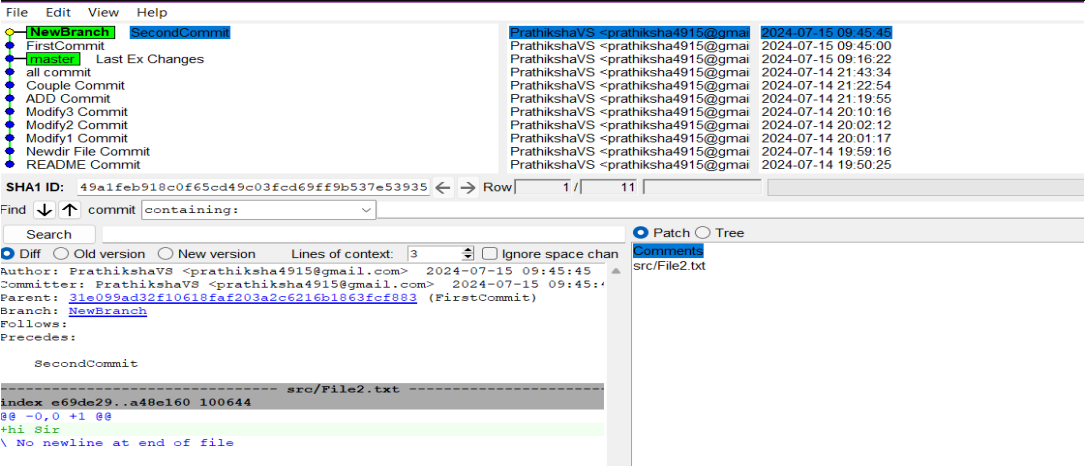 File Edit View Help
NewBranch SecondCommit PrathikshaVS <prathiksha4915@gmai 2024-07-15 09:45:45
FirstCommit PrathikshaVS <prathiksha4915@gmai 2024-07-15 09:45:00
master Last Ex Changes PrathikshaVS <prathiksha4915@gmai 2024-07-15 09:16:22
all commit PrathikshaVS <prathiksha4915@gmai 2024-07-14 21:43:34
Couple Commit PrathikshaVS <prathiksha4915@gmai 2024-07-14 21:22:54
ADD Commit PrathikshaVS <prathiksha4915@gmai 2024-07-14 21:19:55
Modify3 Commit PrathikshaVS <prathiksha4915@gmai 2024-07-14 20:10:16
Modify2 Commit PrathikshaVS <prathiksha4915@gmai 2024-07-14 20:02:12
Modify1 Commit PrathikshaVS <prathiksha4915@gmai 2024-07-14 20:01:17
Newdir File Commit PrathikshaVS <prathiksha4915@gmai 2024-07-14 19:59:16
README Commit PrathikshaVS <prathiksha4915@gmai 2024-07-14 19:50:25
SHA1 ID: 49a1feb918c0f65cd49c03fcd69ff9b537e53935 ← → Row 1 / 11
Find ↓ ↑ commit containing:
Search
Diff Old version New version Lines of context: 3 Ignore space chan
Author: PrathikshaVS <prathiksha4915@gmail.com> 2024-07-15 09:45:45
Committer: PrathikshaVS <prathiksha4915@gmail.com> 2024-07-15 09:45:4
Parent: 31e099ad32f10618faf203a2c6216b1863fcf883 (FirstCommit)
Branch: NewBranch
Follows:
Precedes:
SecondCommit
------------------------------ src/File2.txt ------------------------------
index e69de29..a48e160 100644
@@ -0,0 +1 @@
+hi Sir
\ No newline at end of file
Patch Tree
Comments
src/File2.txt